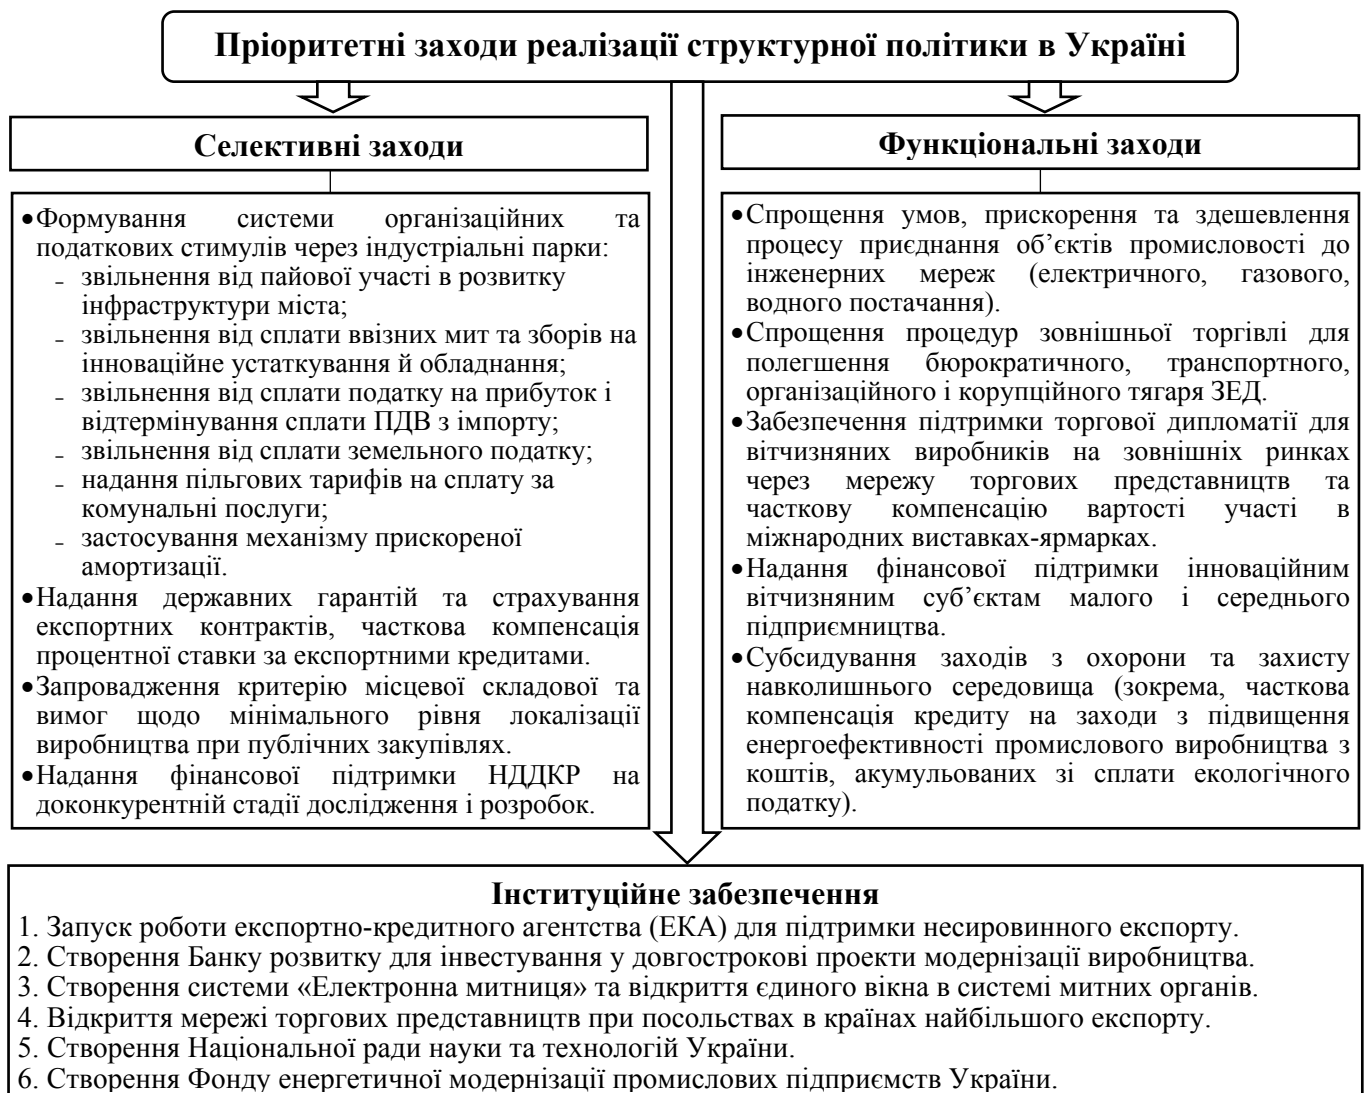 Пріоритетні заходи реалізації структурної політики в Україні
Селективні заходи
•Формування системи організаційних та
податкових стимулів через індустріальні парки:
- звільнення від пайової участі в розвитку
інфраструктури міста;
- звільнення від сплати ввізних мит та зборів на
інноваційне устаткування й обладнання;
- звільнення від сплати податку на прибуток і
відтермінування сплати ПДВ з імпорту;
- звільнення від сплати земельного податку;
- надання пільгових тарифів на сплату за
комунальні послуги;
- застосування механізму прискореної
амортизації.
•Надання державних гарантій та страхування
експортних контрактів, часткова компенсація
процентної ставки за експортними кредитами.
•Запровадження критерію місцевої складової та
вимог щодо мінімального рівня локалізації
виробництва при публічних закупівлях.
•Надання фінансової підтримки НДДКР на
доконкурентній стадії дослідження і розробок.
Функціональні заходи
•Спрощення умов, прискорення та здешевлення
процесу приєднання об’єктів промисловості до
інженерних мереж (електричного, газового,
водного постачання).
•Спрощення процедур зовнішньої торгівлі для
полегшення бюрократичного, транспортного,
організаційного і корупційного тягаря ЗЕД.
•Забезпечення підтримки торгової дипломатії для
вітчизняних виробників на зовнішніх ринках
через мережу торгових представництв та
часткову компенсацію вартості участі в
міжнародних виставках-ярмарках.
•Надання фінансової підтримки інноваційним
вітчизняним суб’єктам малого і середнього
підприємництва.
•Субсидування заходів з охорони та захисту
навколишнього середовища (зокрема, часткова
компенсація кредиту на заходи з підвищення
енергоефективності промислового виробництва з
коштів, акумульованих зі сплати екологічного
податку).
Інституційне забезпечення
1. Запуск роботи експортно-кредитного агентства (ЕКА) для підтримки несировинного експорту.
2. Створення Банку розвитку для інвестування у довгострокові проекти модернізації виробництва.
3. Створення системи «Електронна митниця» та відкриття єдиного вікна в системі митних органів.
4. Відкриття мережі торгових представництв при посольствах в країнах найбільшого експорту.
5. Створення Національної ради науки та технологій України.
6. Створення Фонду енергетичної модернізації промислових підприємств України.